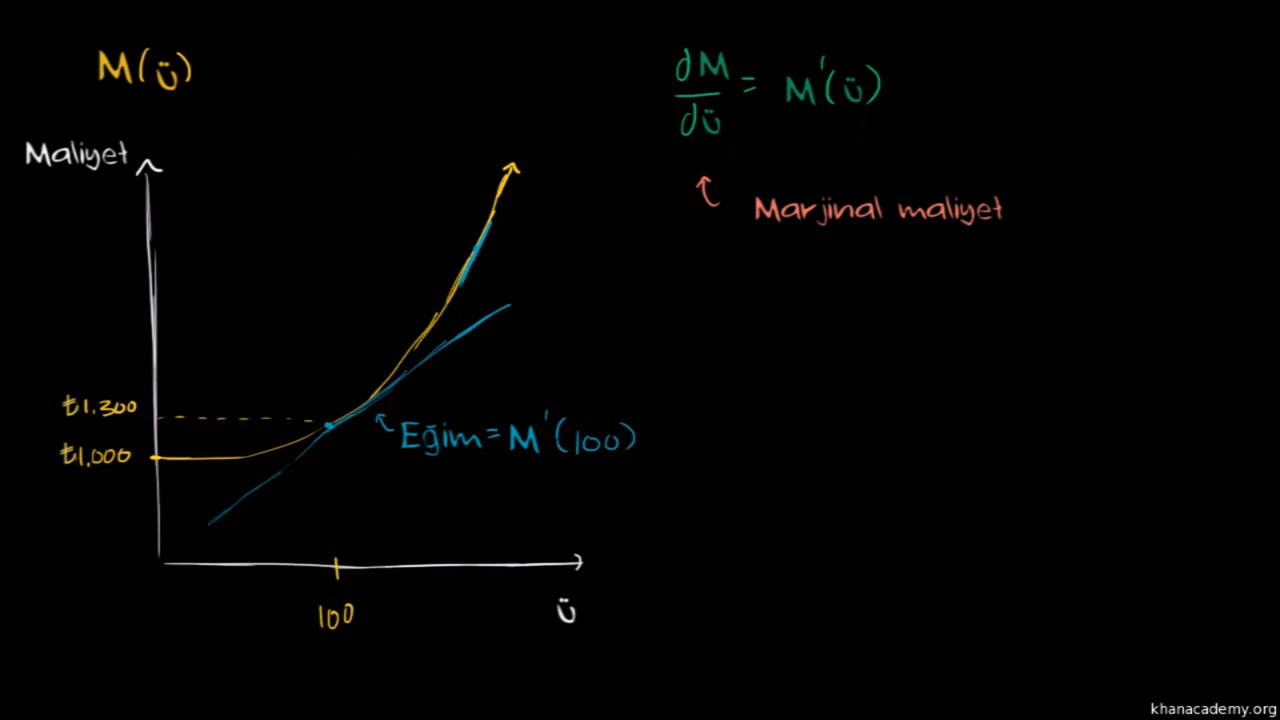 M(ü)
dM/dü = M'(ü)
Maliyet
Marjinal maliyet
₺1.300
₺1,000
Eğim = M'(100)
100
ü
khanacademy.org